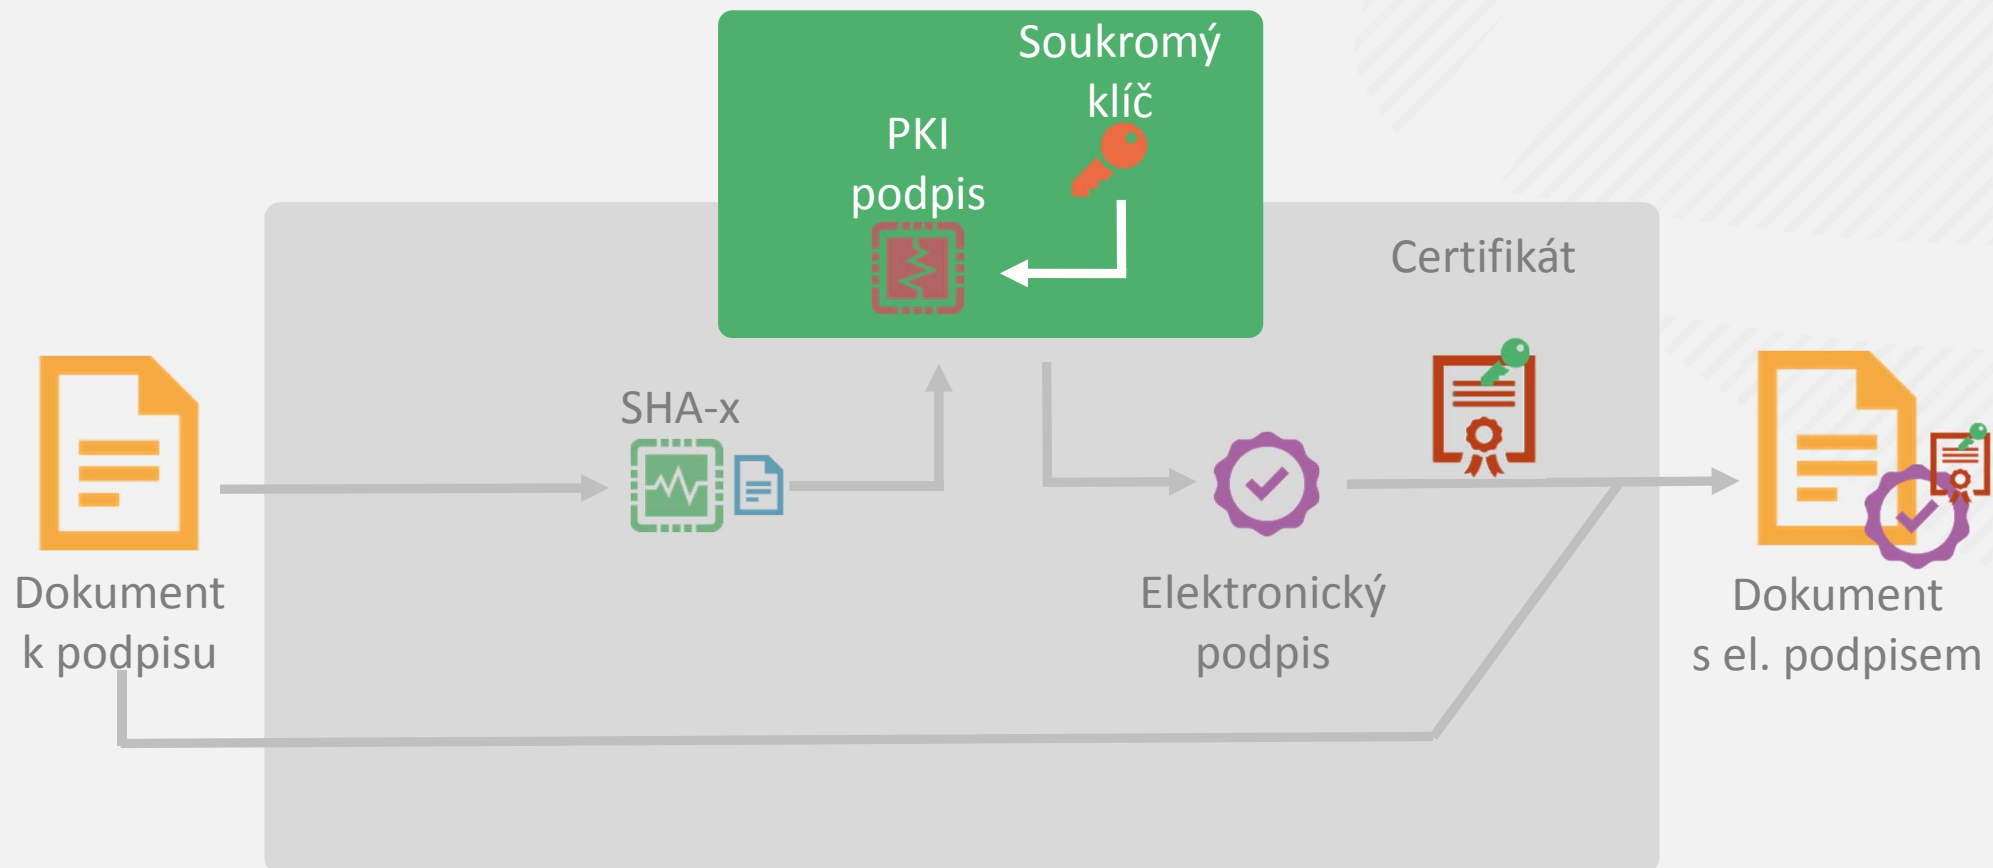 Soukromý
klíč
PKI
podpis
Certifikát
SHA-x
Dokument
k podpisu
Elektronický
podpis
Dokument
s el. podpisem